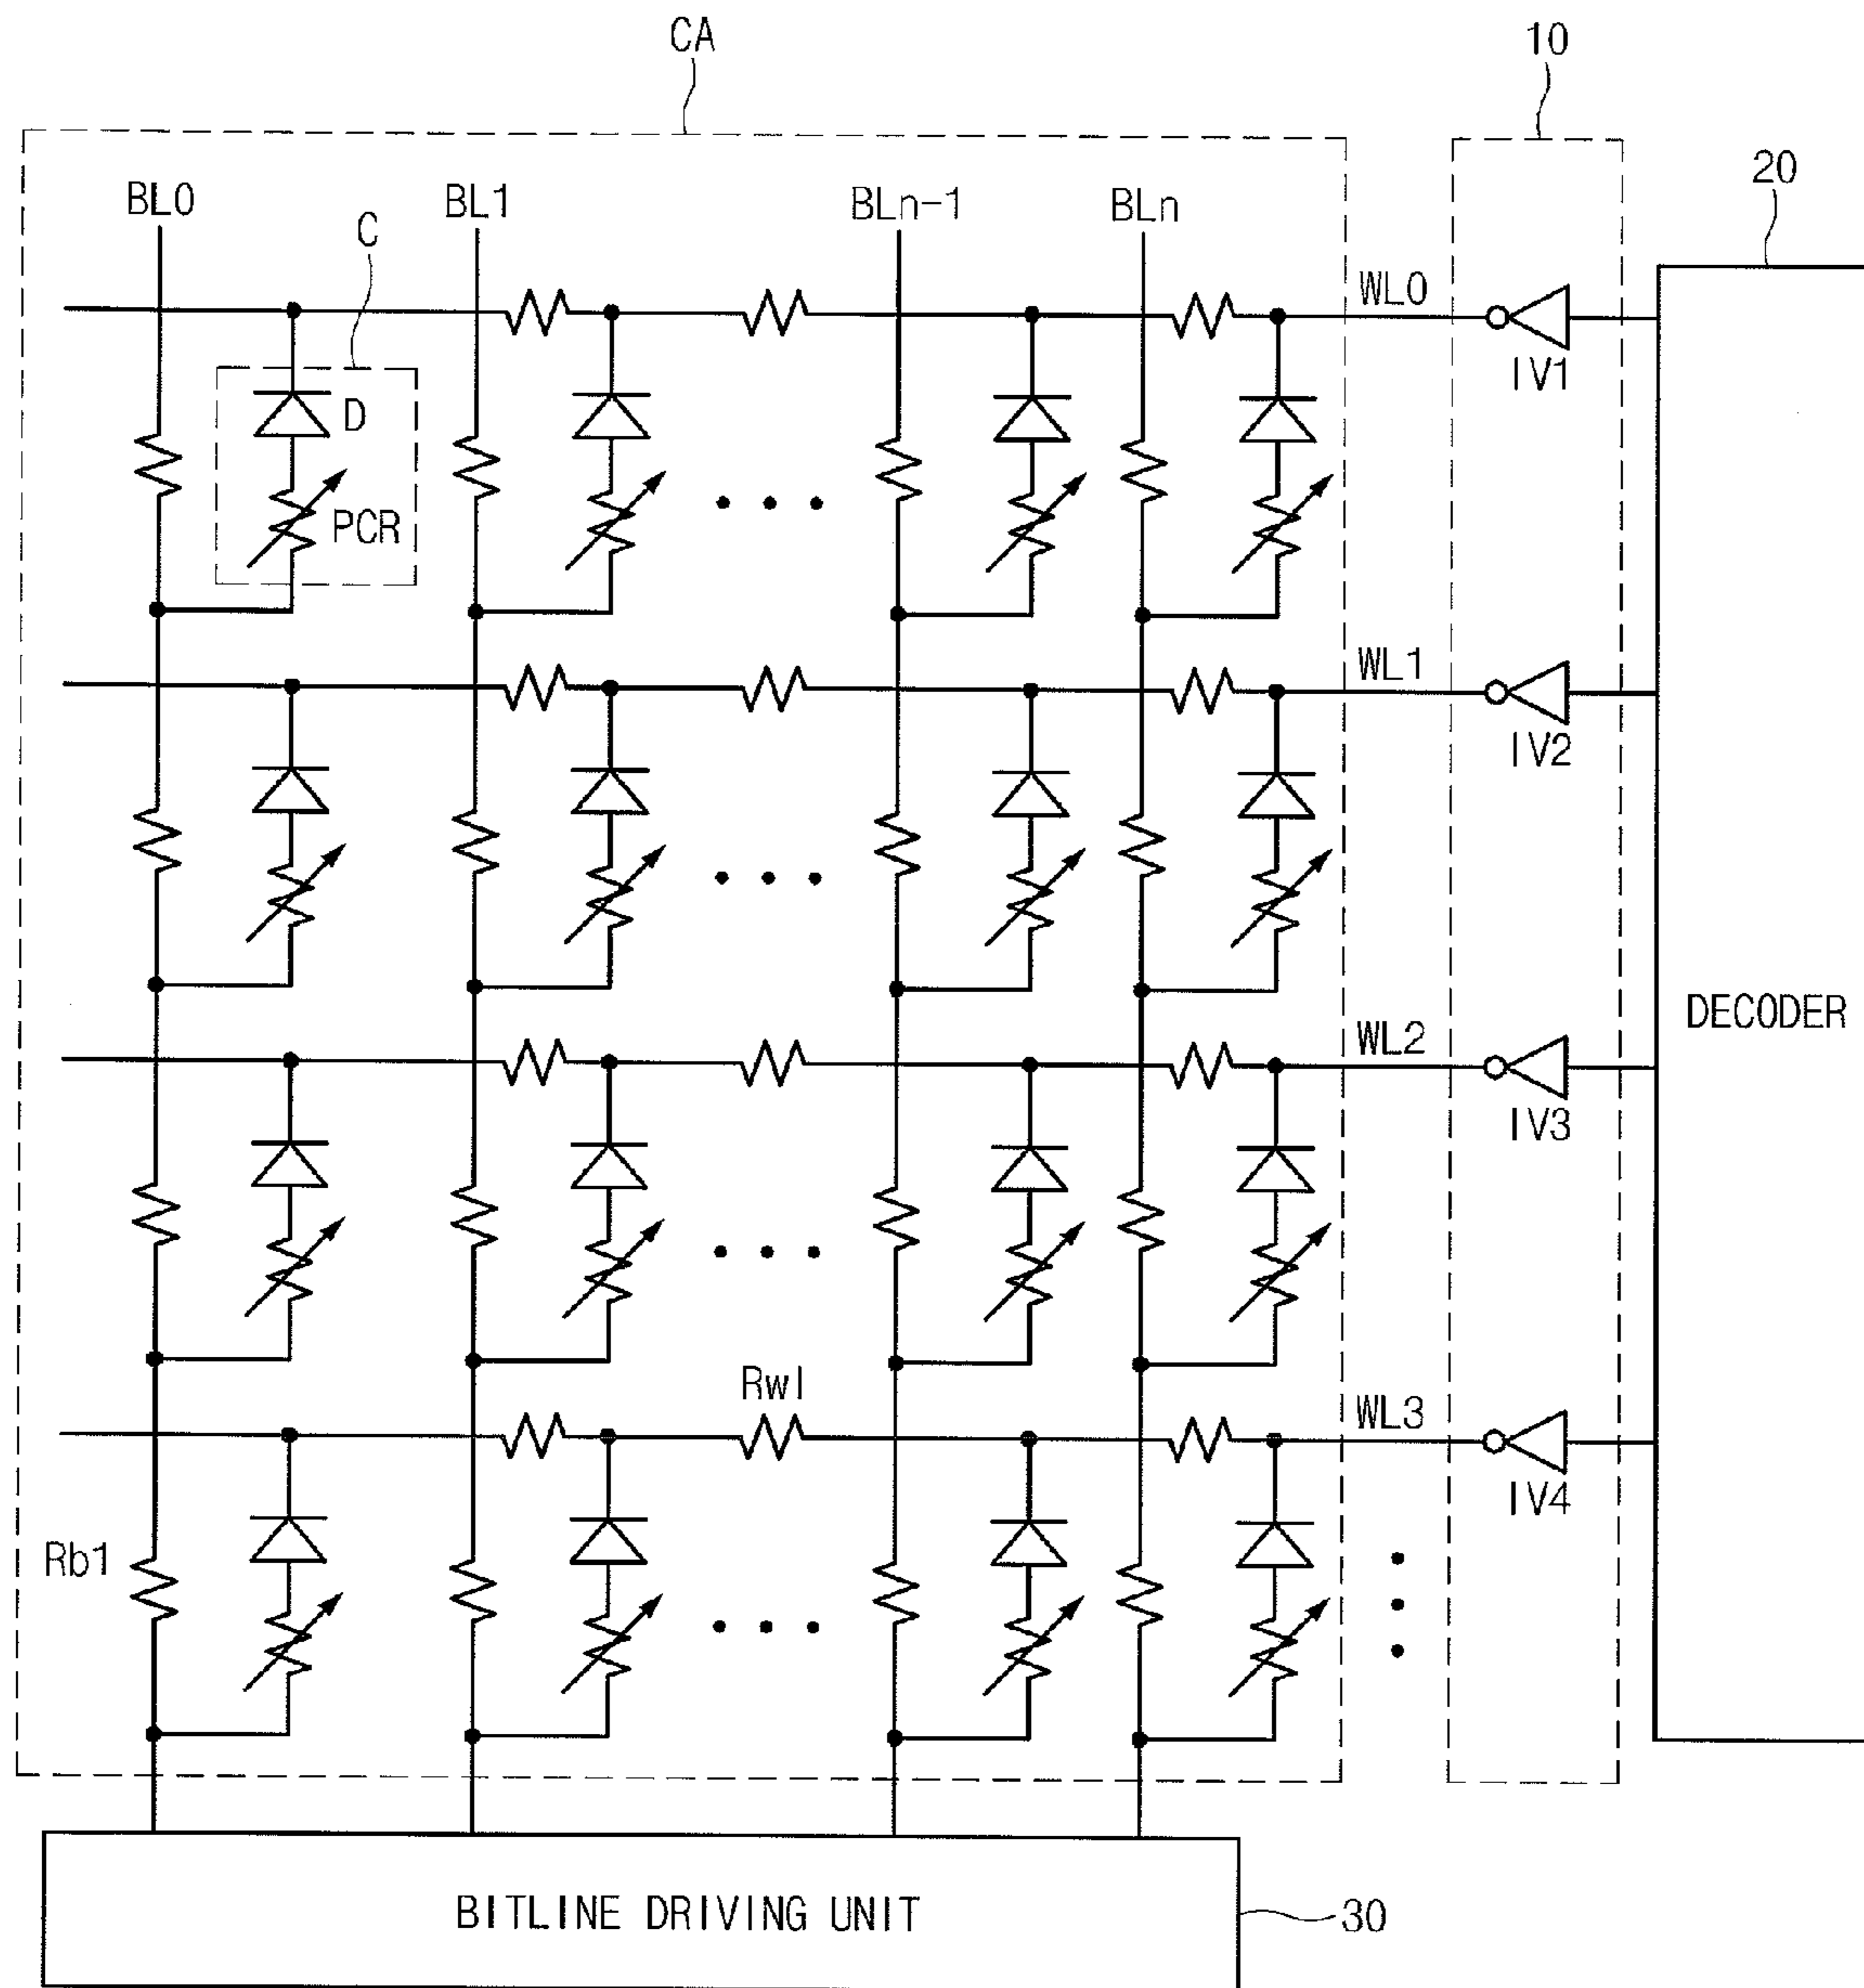 CA
10
20
BL0 BL1 BLn-1 BLn
C
WL0
IV1
D
PCR
WL1
IV2
DECODER
WL2
IV3
Rwl
WL3
IV4
Rb1
BITLINE DRIVING UNIT
30